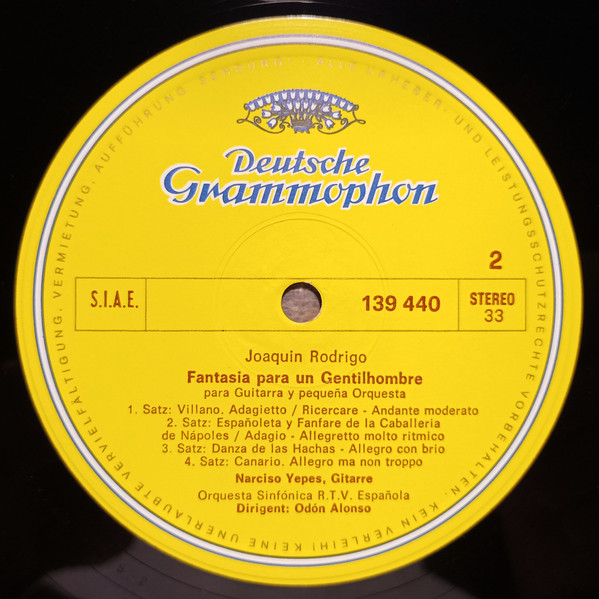 Deutsche
Grammophon
2
S.I.A.E.
139 440
STEREO
33
Joaquin Rodrigo
Fantasia para un Gentilhombre
para Guitarra y pequeña Orquesta
1. Satz: Villano. Adagietto / Ricercare - Andante moderato
2. Satz: Españoleta y Fanfare de la Caballeria
de Nápoles / Adagio - Allegretto molto ritmico
3. Satz: Danza de las Hachas - Allegro con brio
4. Satz: Canario. Allegro ma non troppo
Narciso Yepes, Gitarre
Orquesta Sinfónica R.T.V. Española
Dirigent: Odón Alonso
ALLE URHEBER- UND LEISTUNGSSCHUTZRECHTE VORBEHALTEN. KEIN VERLEIH! KEINE UNERLAUBTE VERVIELFÄLTIGUNG, VERMIETUNG, AUFFÜHRUNG, SENDUNG!